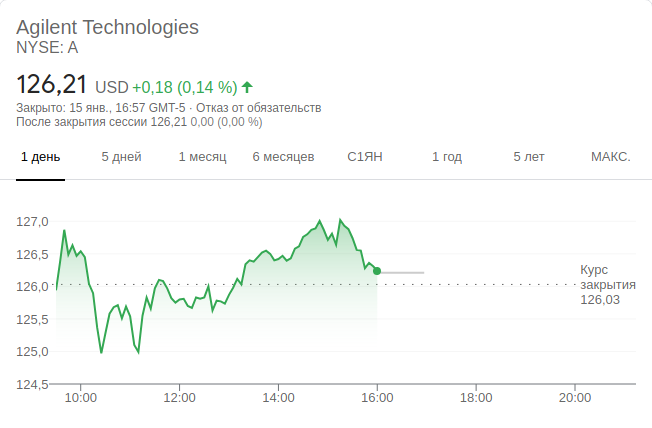 Agilent Technologies
NYSE: A
126,21 USD +0,18 (0,14 %)
Закрыто: 15 янв., 16:57 GMT-5 · Отказ от обязательств
После закрытия сессии 126,21 0,00 (0,00 %)
1 день 5 дней 1 месяц 6 месяцев С1ЯН 1 год 5 лет МАКС.
127,0
126,5
Курс
126,0
закрытия
126,03
125,5
125,0
124,5
10:00 12:00 14:00 16:00 18:00 20:00